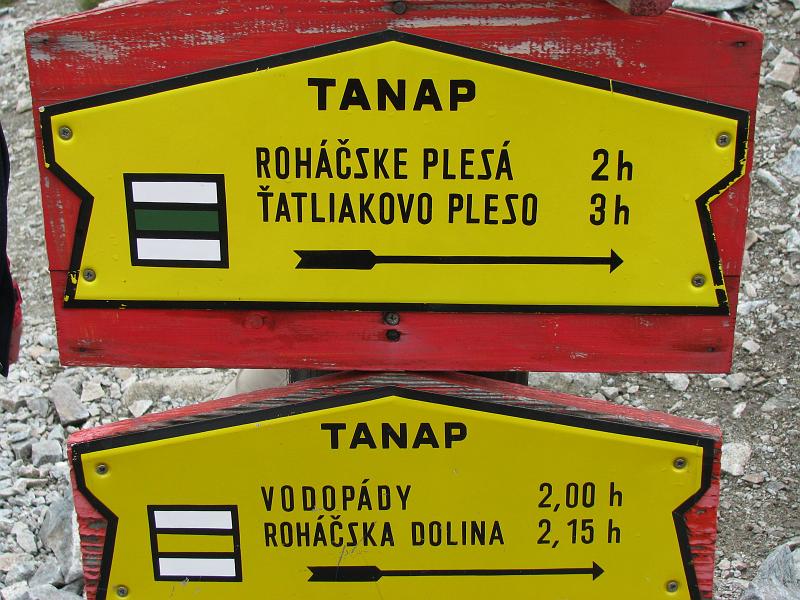 TANAP
ROHÁČSKE PLESÁ 2h
ŤATLIAKOVO PLESO 3h
TANAP
VODOPÁDY 2,00 h
ROHÁČSKA DOLINA 2,15 h